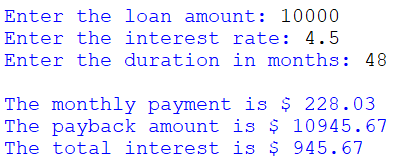 Enter the loan amount: 10000
Enter the interest rate: 4.5
Enter the duration in months: 48
The monthly payment is $ 228.03
The payback amount is $ 10945.67
The total interest is $ 945.67